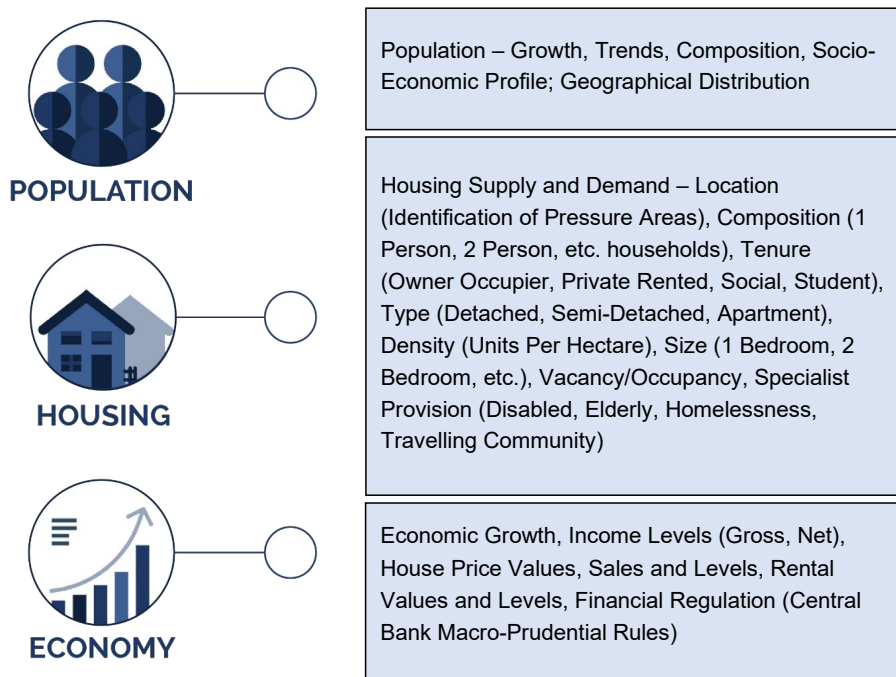 POPULATION
Population – Growth, Trends, Composition, Socio-
Economic Profile; Geographical Distribution
HOUSING
Housing Supply and Demand – Location
(Identification of Pressure Areas), Composition (1
Person, 2 Person, etc. households), Tenure
(Owner Occupier, Private Rented, Social, Student),
Type (Detached, Semi-Detached, Apartment),
Density (Units Per Hectare), Size (1 Bedroom, 2
Bedroom, etc.), Vacancy/Occupancy, Specialist
Provision (Disabled, Elderly, Homelessness,
Travelling Community)
ECONOMY
Economic Growth, Income Levels (Gross, Net),
House Price Values, Sales and Levels, Rental
Values and Levels, Financial Regulation (Central
Bank Macro-Prudential Rules)